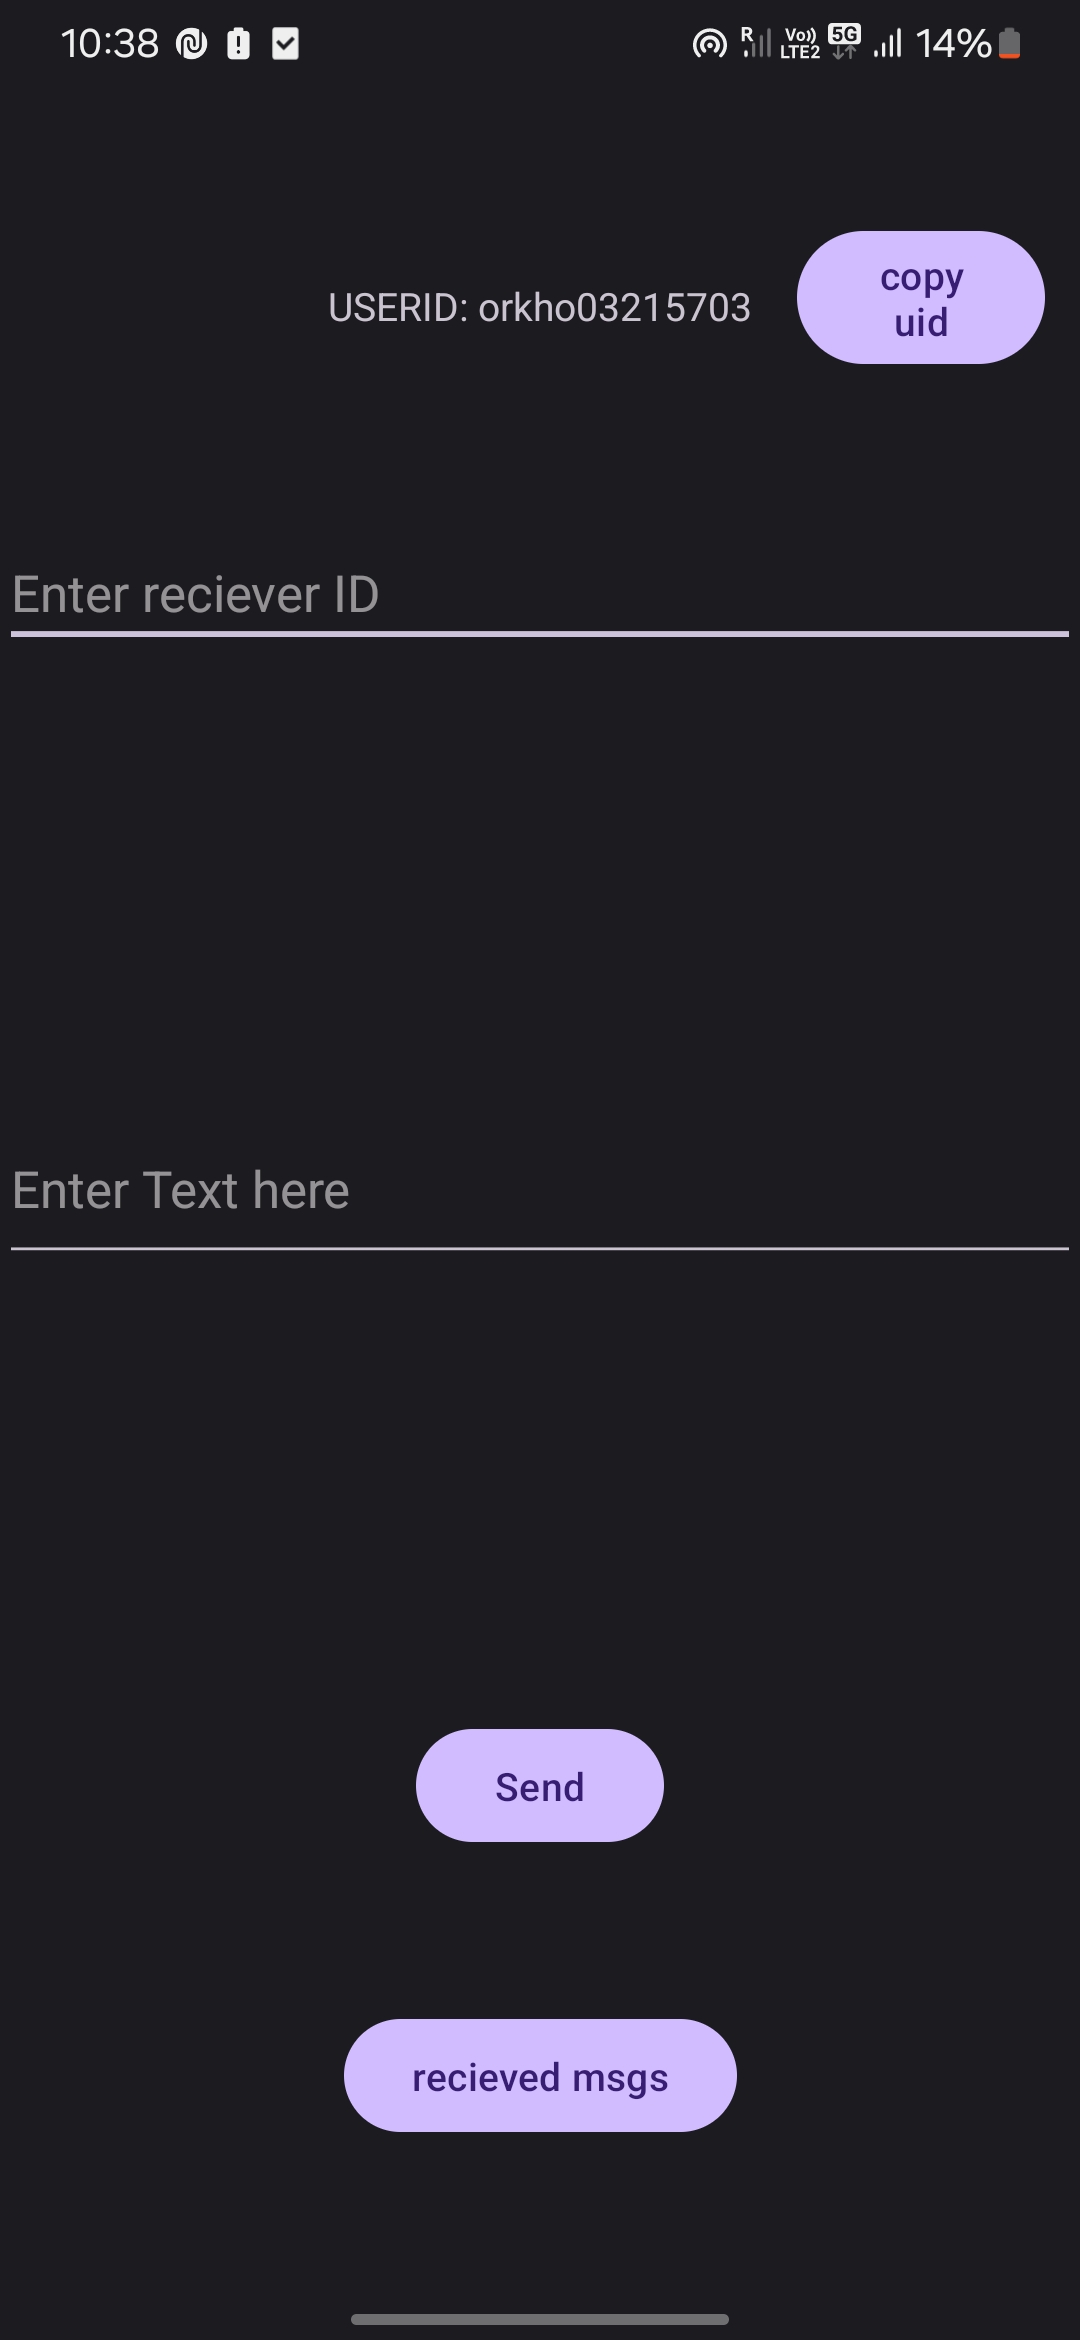 10:38 R Vo)) LTE2 5G 14%
USERID: orkho03215703
copy
uid
Enter reciever ID
Enter Text here
Send
recieved msgs